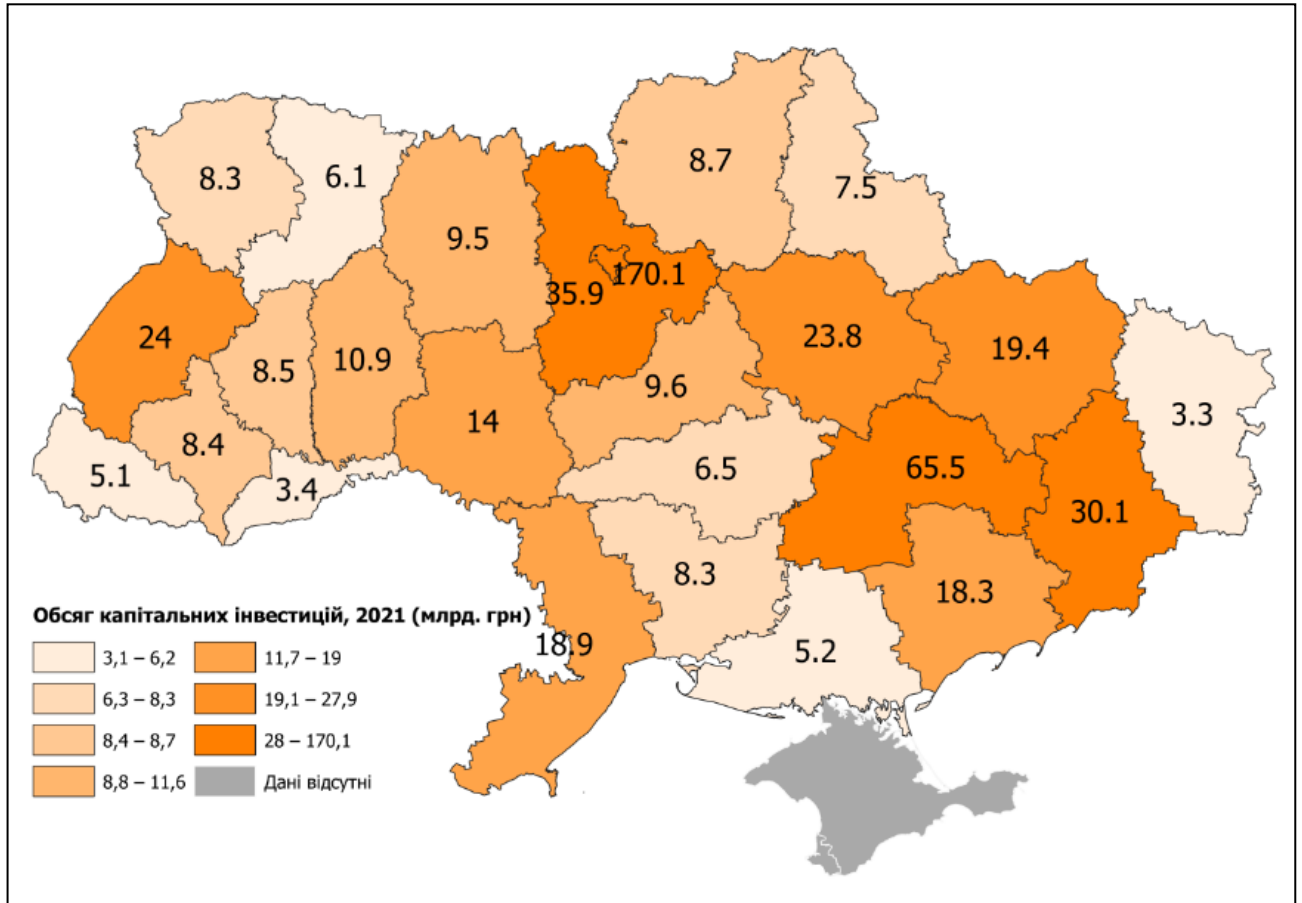 8.3
6.1
9.5
8.7
7.5
35.9
170.1
24
8.5
10.9
23.8
19.4
3.3
8.4
14
9.6
5.1
3.4
6.5
65.5
30.1
8.3
18.3
18.9
5.2
Обсяг капітальних інвестицій, 2021 (млрд. грн)
3,1 – 6,2
11,7 – 19
6,3 – 8,3
19,1 – 27,9
8,4 – 8,7
28 – 170,1
8,8 – 11,6
Дані відсутні